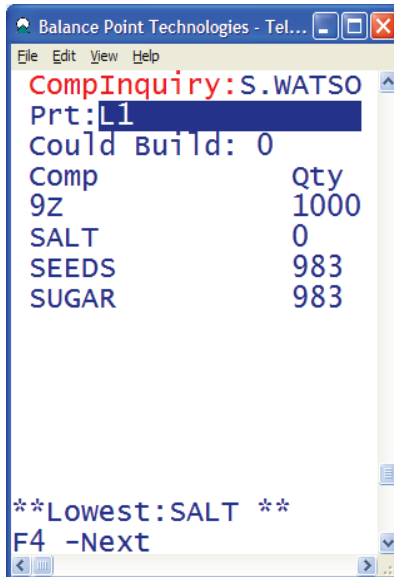 Balance Point Technologies - Tel...
File Edit View Help
CompInquiry:S.WATSO
Prt:L1
Could Build: 0
Comp Qty
9Z 1000
SALT 0
SEEDS 983
SUGAR 983
**Lowest:SALT **
F4 -Next